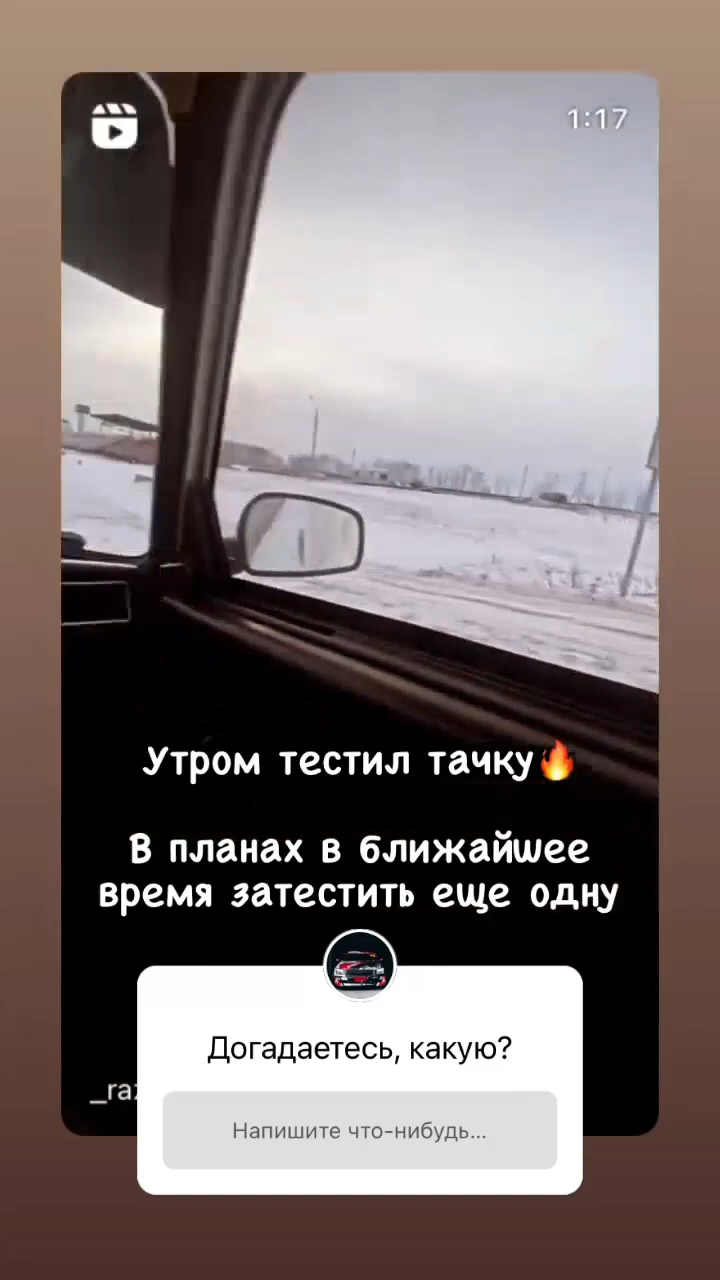 1:17
Утром тестил тачку🔥
В планах в ближайшее
время затестить еще одну
Догадаетесь, какую?
Напишите что-нибудь...